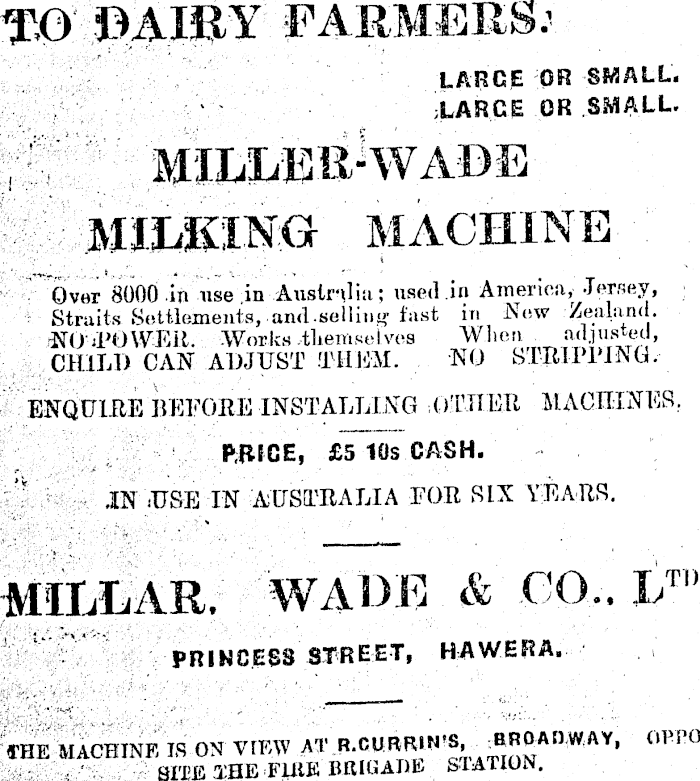 TO DAIRY FARMERS.
LARGE OR SMALL.
LARGE OR SMALL.
MILLER-WADE
MILKING MACHINE
Over 8000 in use in Australia; used in America, Jersey,
Straits Settlements, and selling fast in New Zealand.
NO POWER. Works themselves When adjusted,
CHILD CAN ADJUST THEM. NO STRIPPING.
ENQUIRE BEFORE INSTALLING OTHER MACHINES.
PRICE, £5 10s CASH.
IN USE IN AUSTRALIA FOR SIX YEARS.
MILLAR, WADE & CO., LTD
PRINCESS STREET, HAWERA.
THE MACHINE IS ON VIEW AT R.CURRIN'S, BROADWAY, OPPO
SITE THE FIRE BRIGADE STATION.